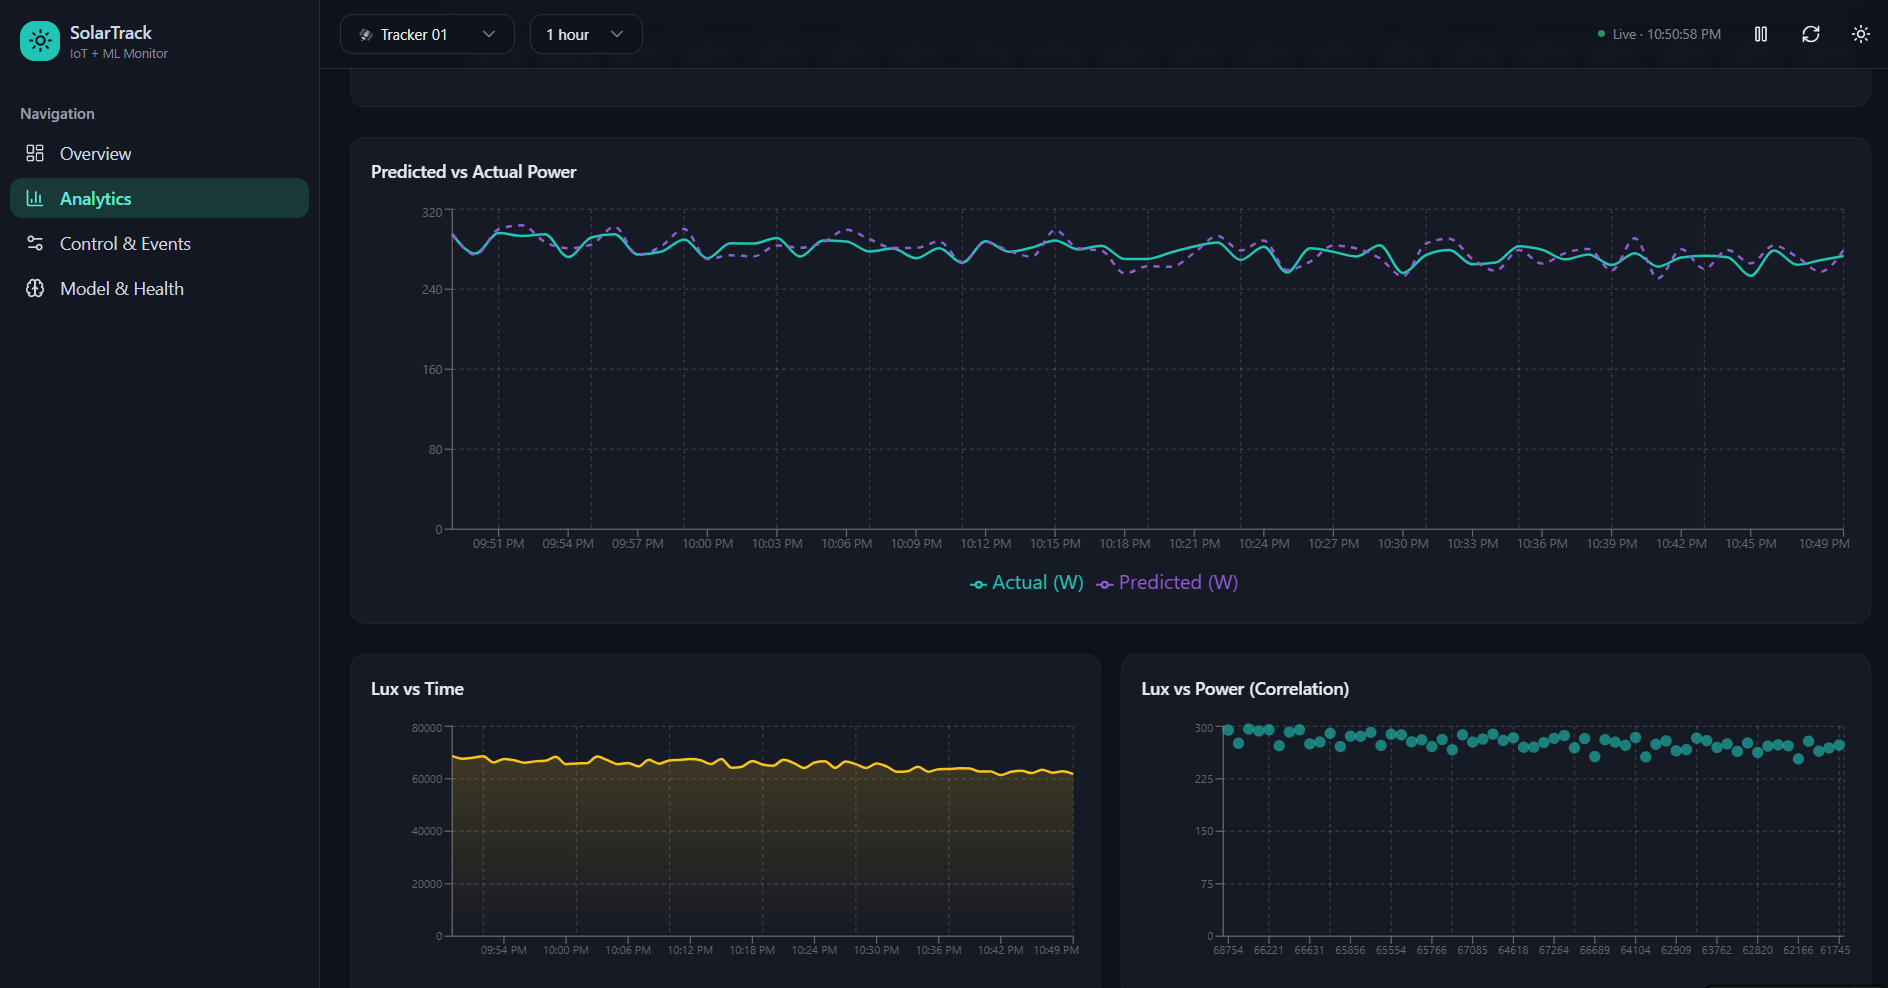 SolarTrack
IoT + ML Monitor
Navigation
Overview
Analytics
Control & Events
Model & Health
Tracker 01
1 hour
Live · 10:50:58 PM
Predicted vs Actual Power
320
240
160
80
0
09:51 PM 09:54 PM 09:57 PM 10:00 PM 10:03 PM 10:06 PM 10:09 PM 10:12 PM 10:15 PM 10:18 PM 10:21 PM 10:24 PM 10:27 PM 10:30 PM 10:33 PM 10:36 PM 10:39 PM 10:42 PM 10:45 PM 10:49 PM
Actual (W) Predicted (W)
Lux vs Time
80000
60000
40000
20000
0
09:54 PM 10:00 PM 10:06 PM 10:12 PM 10:18 PM 10:24 PM 10:30 PM 10:36 PM 10:42 PM 10:49 PM
Lux vs Power (Correlation)
300
225
150
75
0
68754 66221 66631 65856 65554 65766 67085 64618 67264 66689 64104 62909 63762 62820 62166 61745